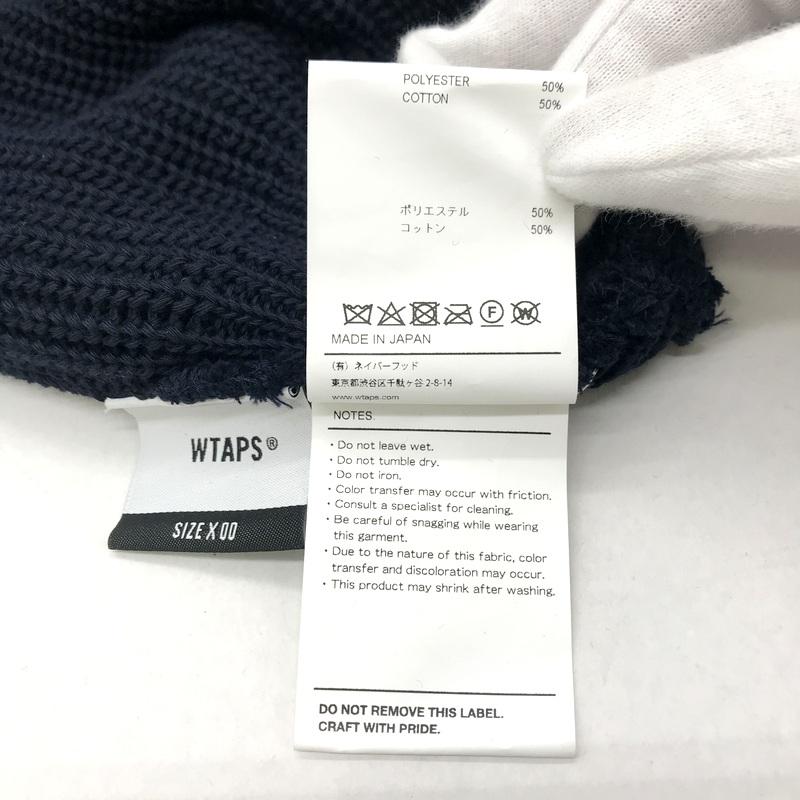 POLYESTER 50%
COTTON 50%
ポリエステル 50%
コットン 50%
F W
MADE IN JAPAN
(有) ネイバーフッド
東京都渋谷区千駄ヶ谷 2-8-14
www.wtaps.com
NOTES.
・Do not leave wet.
・Do not tumble dry.
・Do not iron.
・Color transfer may occur with friction.
・Consult a specialist for cleaning.
・Be careful of snagging while wearing
this garment.
・Due to the nature of this fabric, color
transfer and discoloration may occur.
・This product may shrink after washing.
DO NOT REMOVE THIS LABEL.
CRAFT WITH PRIDE.
WTAPS®
SIZE X 00